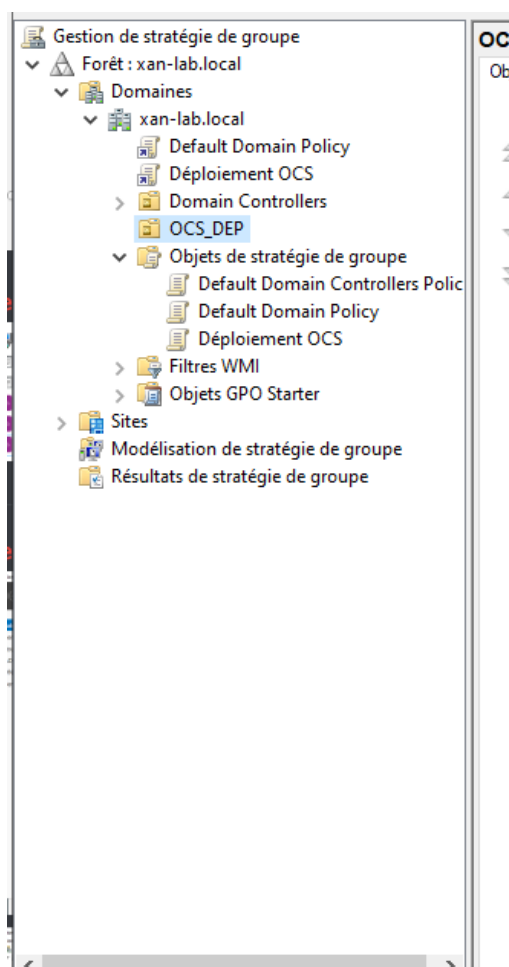 Gestion de stratégie de groupe
OC
Forêt : xan-lab.local
Ob
Domaines
xan-lab.local
Default Domain Policy
Déploiement OCS
Domain Controllers
OCS_DEP
Objets de stratégie de groupe
Default Domain Controllers Polic
Default Domain Policy
Déploiement OCS
Filtres WMI
Objets GPO Starter
Sites
Modélisation de stratégie de groupe
Résultats de stratégie de groupe